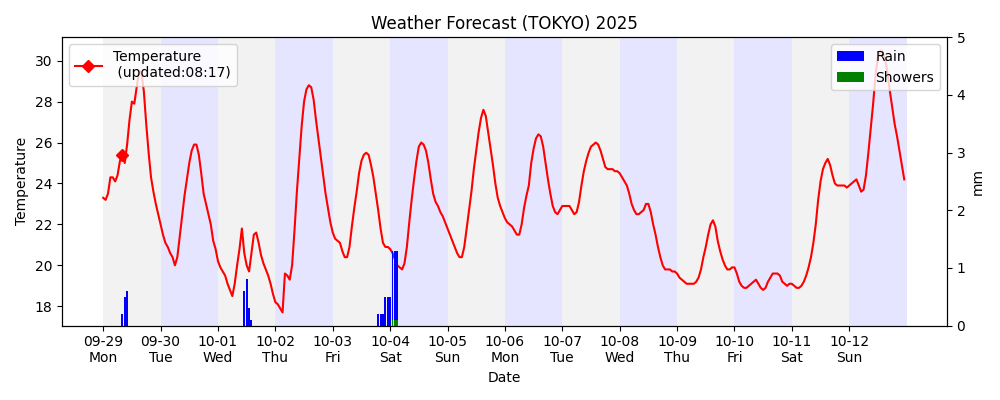 Weather Forecast (TOKYO) 2025
Temperature
(updated:08:17)
Rain
Showers
Temperature
30
28
26
24
22
20
18
5
4
3
2
1
0
mm
09-29 09-30 10-01 10-02 10-03 10-04 10-05 10-06 10-07 10-08 10-09 10-10 10-11 10-12
Mon Tue Wed Thu Fri Sat Sun Mon Tue Wed Thu Fri Sat Sun
Date